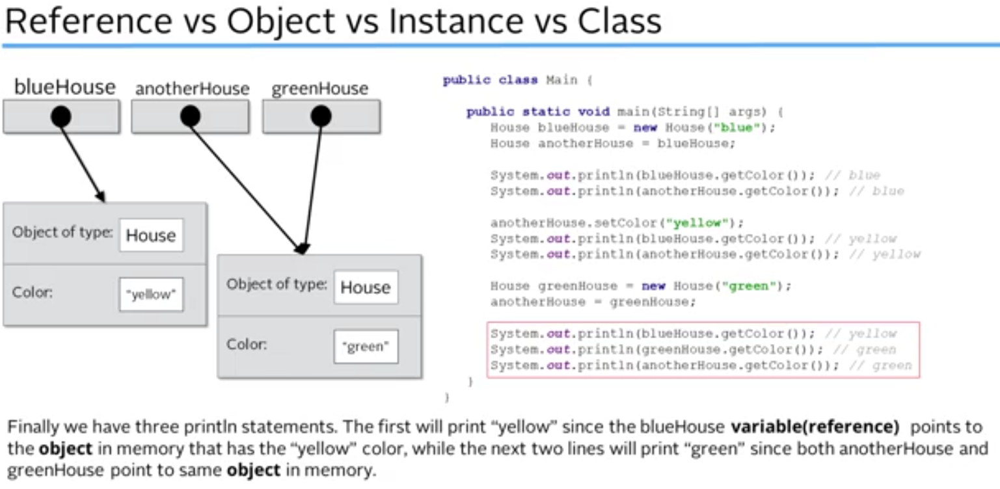 Reference vs Object vs Instance vs Class
blueHouse
anotherHouse
greenHouse
Object of type: House
Color: "yellow"
Object of type: House
Color: "green"
public class Main {
public static void main(String[] args) {
House blueHouse = new House("blue");
House anotherHouse = blueHouse;
System.out.println(blueHouse.getColor()); // blue
System.out.println(anotherHouse.getColor()); // blue
anotherHouse.setColor("yellow");
System.out.println(blueHouse.getColor()); // yellow
System.out.println(anotherHouse.getColor()); // yellow
House greenHouse = new House("green");
anotherHouse = greenHouse;
System.out.println(blueHouse.getColor()); // yellow
System.out.println(greenHouse.getColor()); // green
System.out.println(anotherHouse.getColor()); // green
}
}
Finally we have three println statements. The first will print “yellow” since the blueHouse variable(reference) points to
the object in memory that has the “yellow” color, while the next two lines will print “green” since both anotherHouse and
greenHouse point to same object in memory.